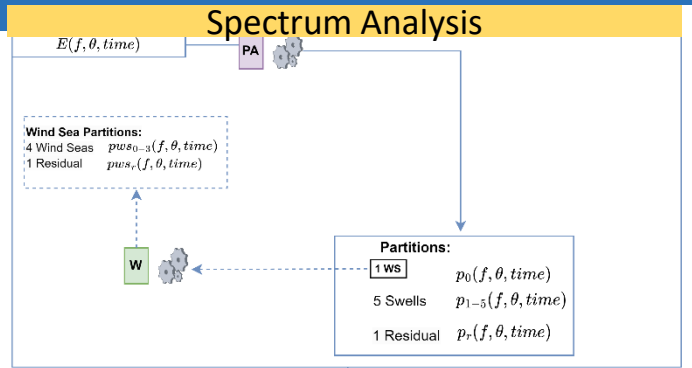 Spectrum Analysis
E(f, θ, time)
PA
Wind Sea Partitions:
4 Wind Seas pws₀₋₃(f, θ, time)
1 Residual pwsᵣ(f, θ, time)
W
Partitions:
1 WS p₀(f, θ, time)
5 Swells p₁₋₅(f, θ, time)
1 Residual pᵣ(f, θ, time)